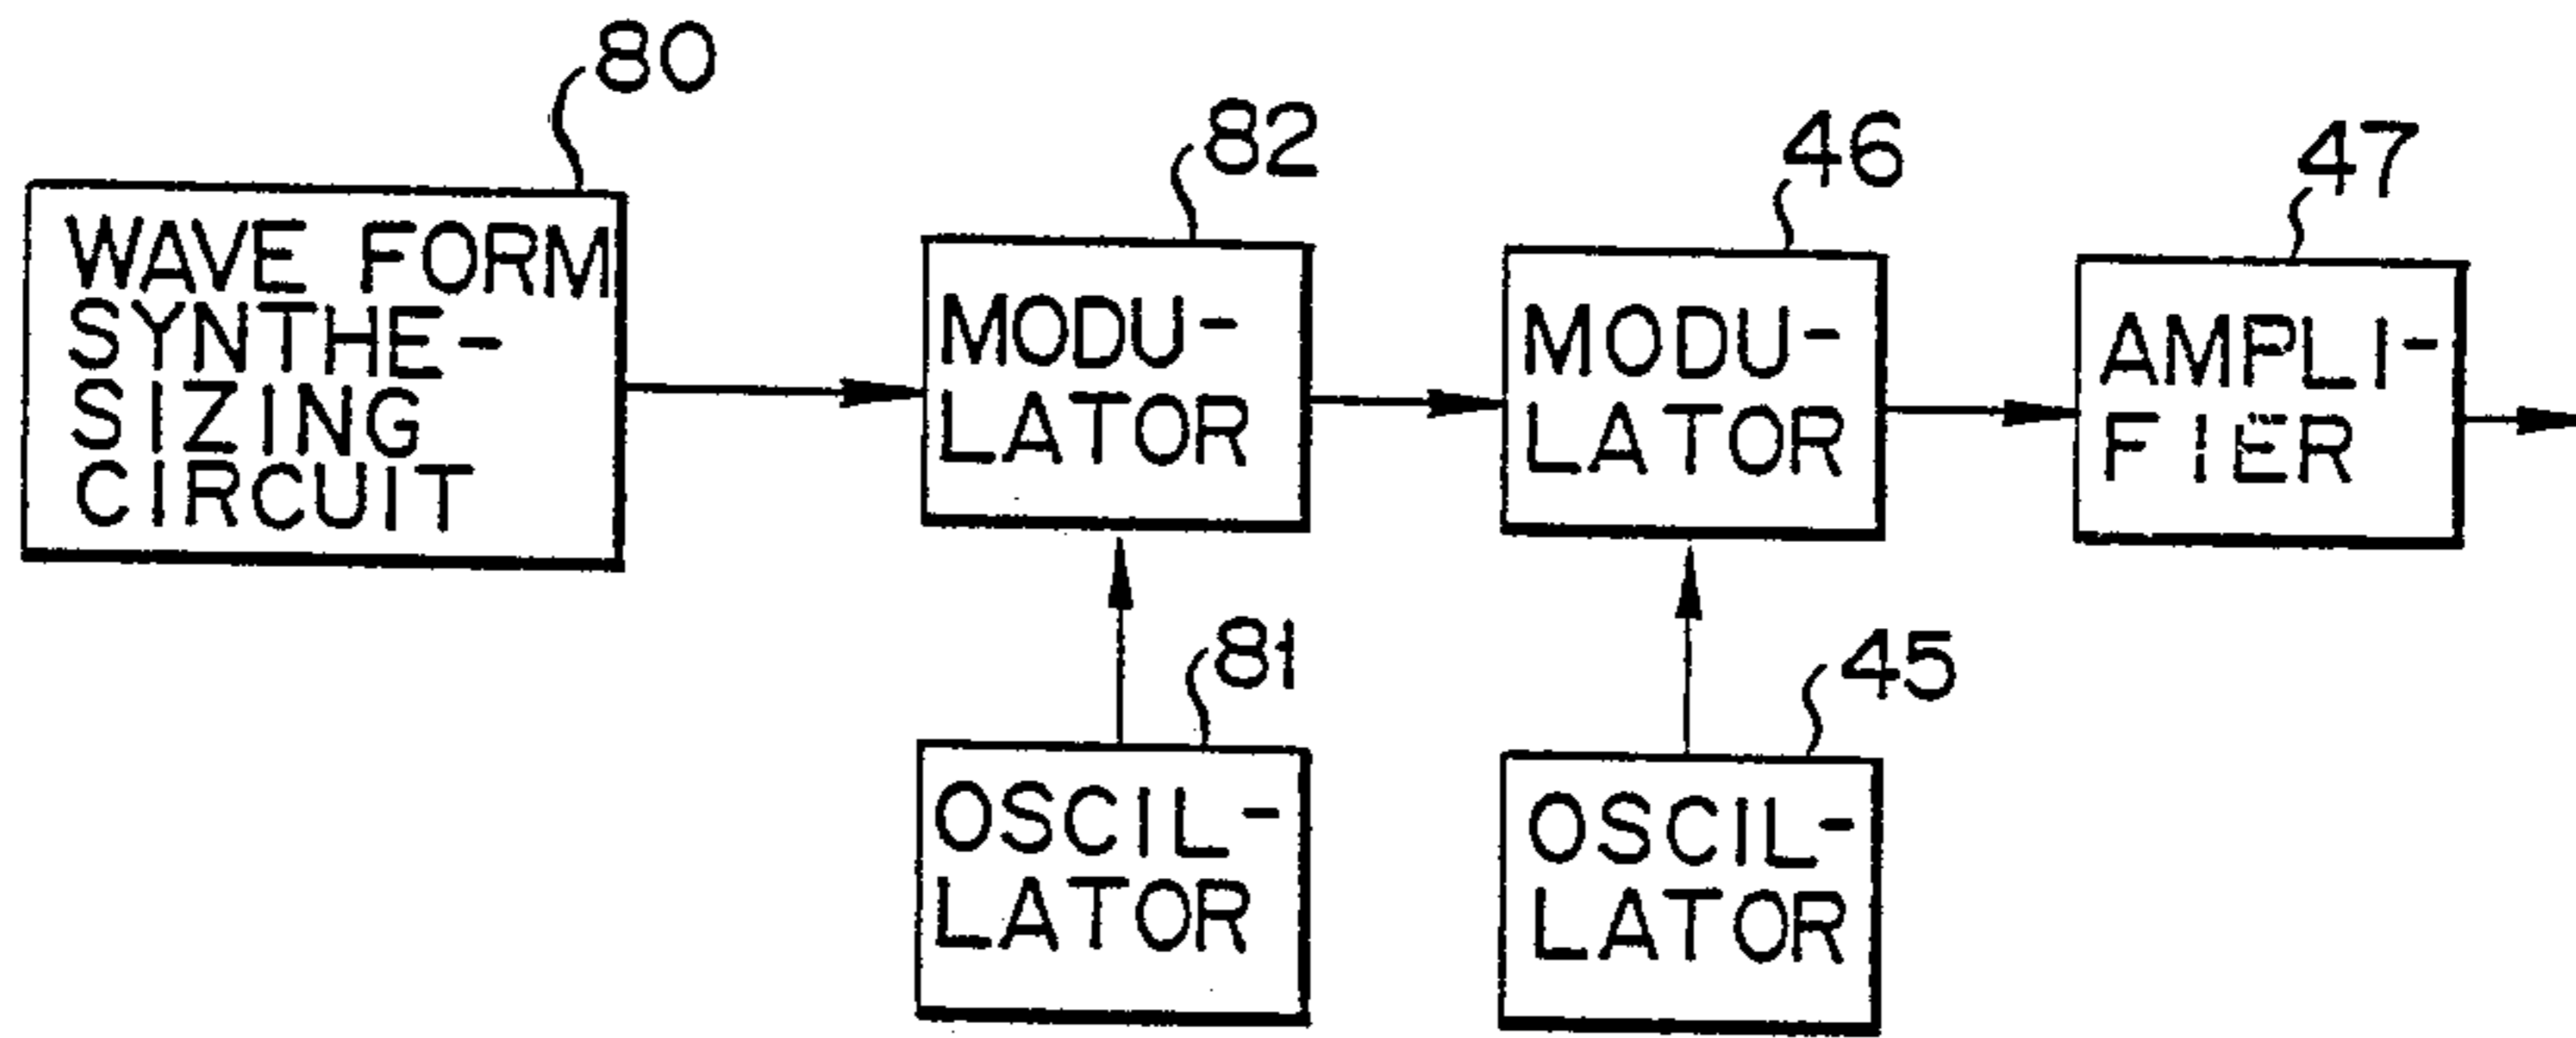 80
WAVE FORM
SYNTHE-
SIZING
CIRCUIT
82
MODU-
LATOR
46
MODU-
LATOR
47
AMPLI-
FIER
81
OSCIL-
LATOR
45
OSCIL-
LATOR